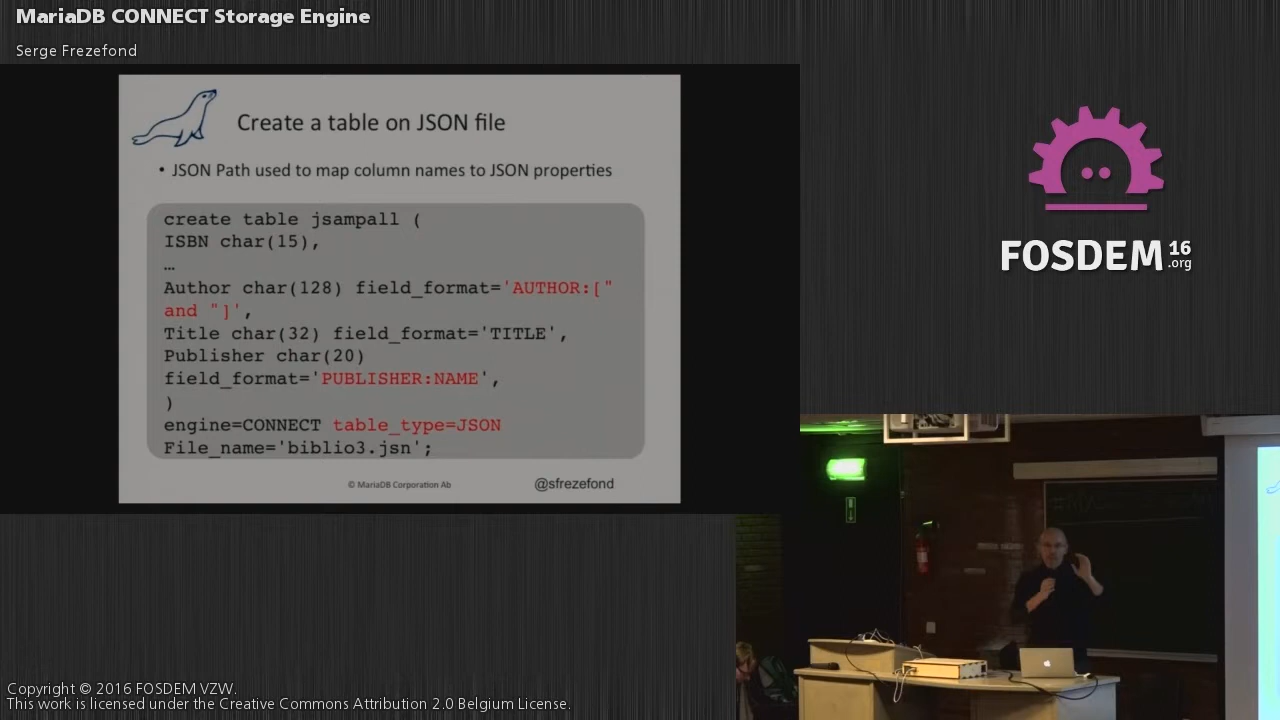 MariaDB CONNECT Storage Engine
Serge Frezefond
Create a table on JSON file
• JSON Path used to map column names to JSON properties
create table jsampall (
ISBN char(15),
…
Author char(128) field_format='AUTHOR:["
and "]',
Title char(32) field_format='TITLE',
Publisher char(20)
field_format='PUBLISHER:NAME',
)
engine=CONNECT table_type=JSON
File_name='biblio3.jsn';
© MariaDB Corporation Ab
@sfrezefond
FOSDEM 16
.org
Copyright © 2016 FOSDEM VZW.
This work is licensed under the Creative Commons Attribution 2.0 Belgium License.